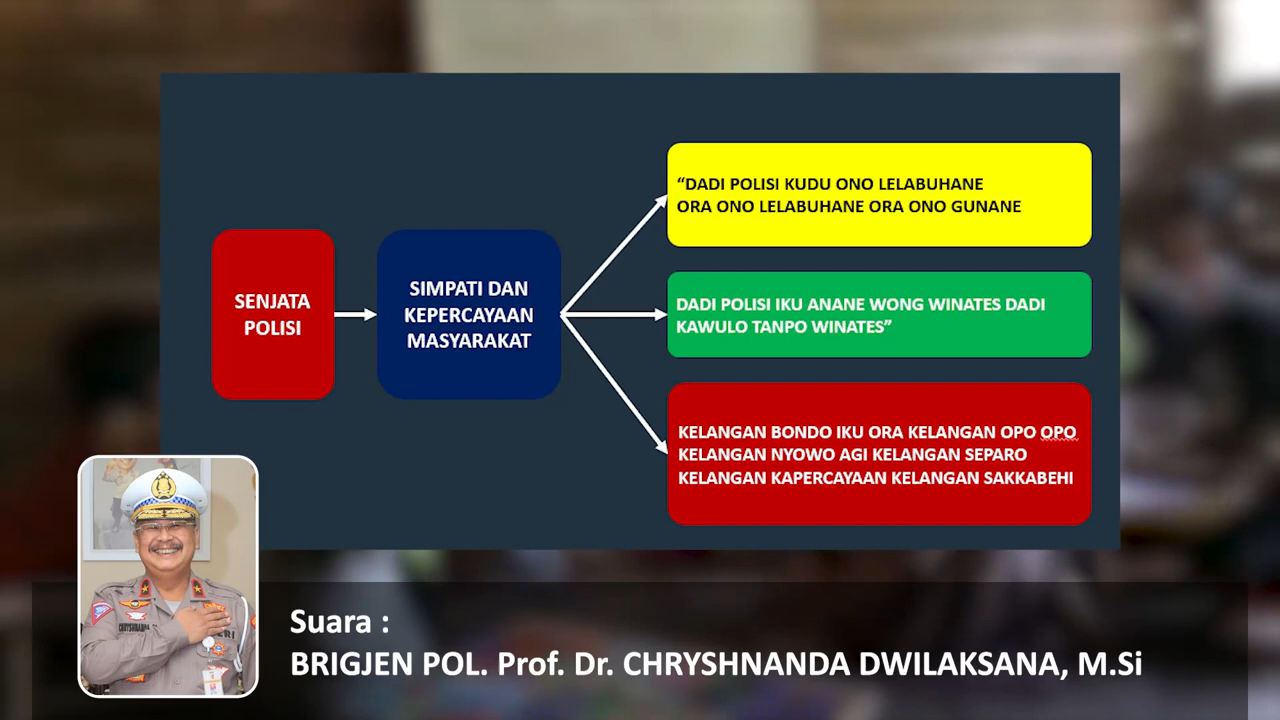 SENJATA
POLISI
SIMPATI DAN
KEPERCAYAAN
MASYARAKAT
“DADI POLISI KUDU ONO LELABUHANE
ORA ONO LELABUHANE ORA ONO GUNANE
DADI POLISI IKU ANANE WONG WINATES DADI
KAWULO TANPO WINATES”
KELANGAN BONDO IKU ORA KELANGAN OPO OPO
KELANGAN NYOWO AGI KELANGAN SEPARO
KELANGAN KAPERCAYAAN KELANGAN SAKKABEHI
Suara :
BRIGJEN POL. Prof. Dr. CHRYSHNANDA DWILAKSANA, M.Si